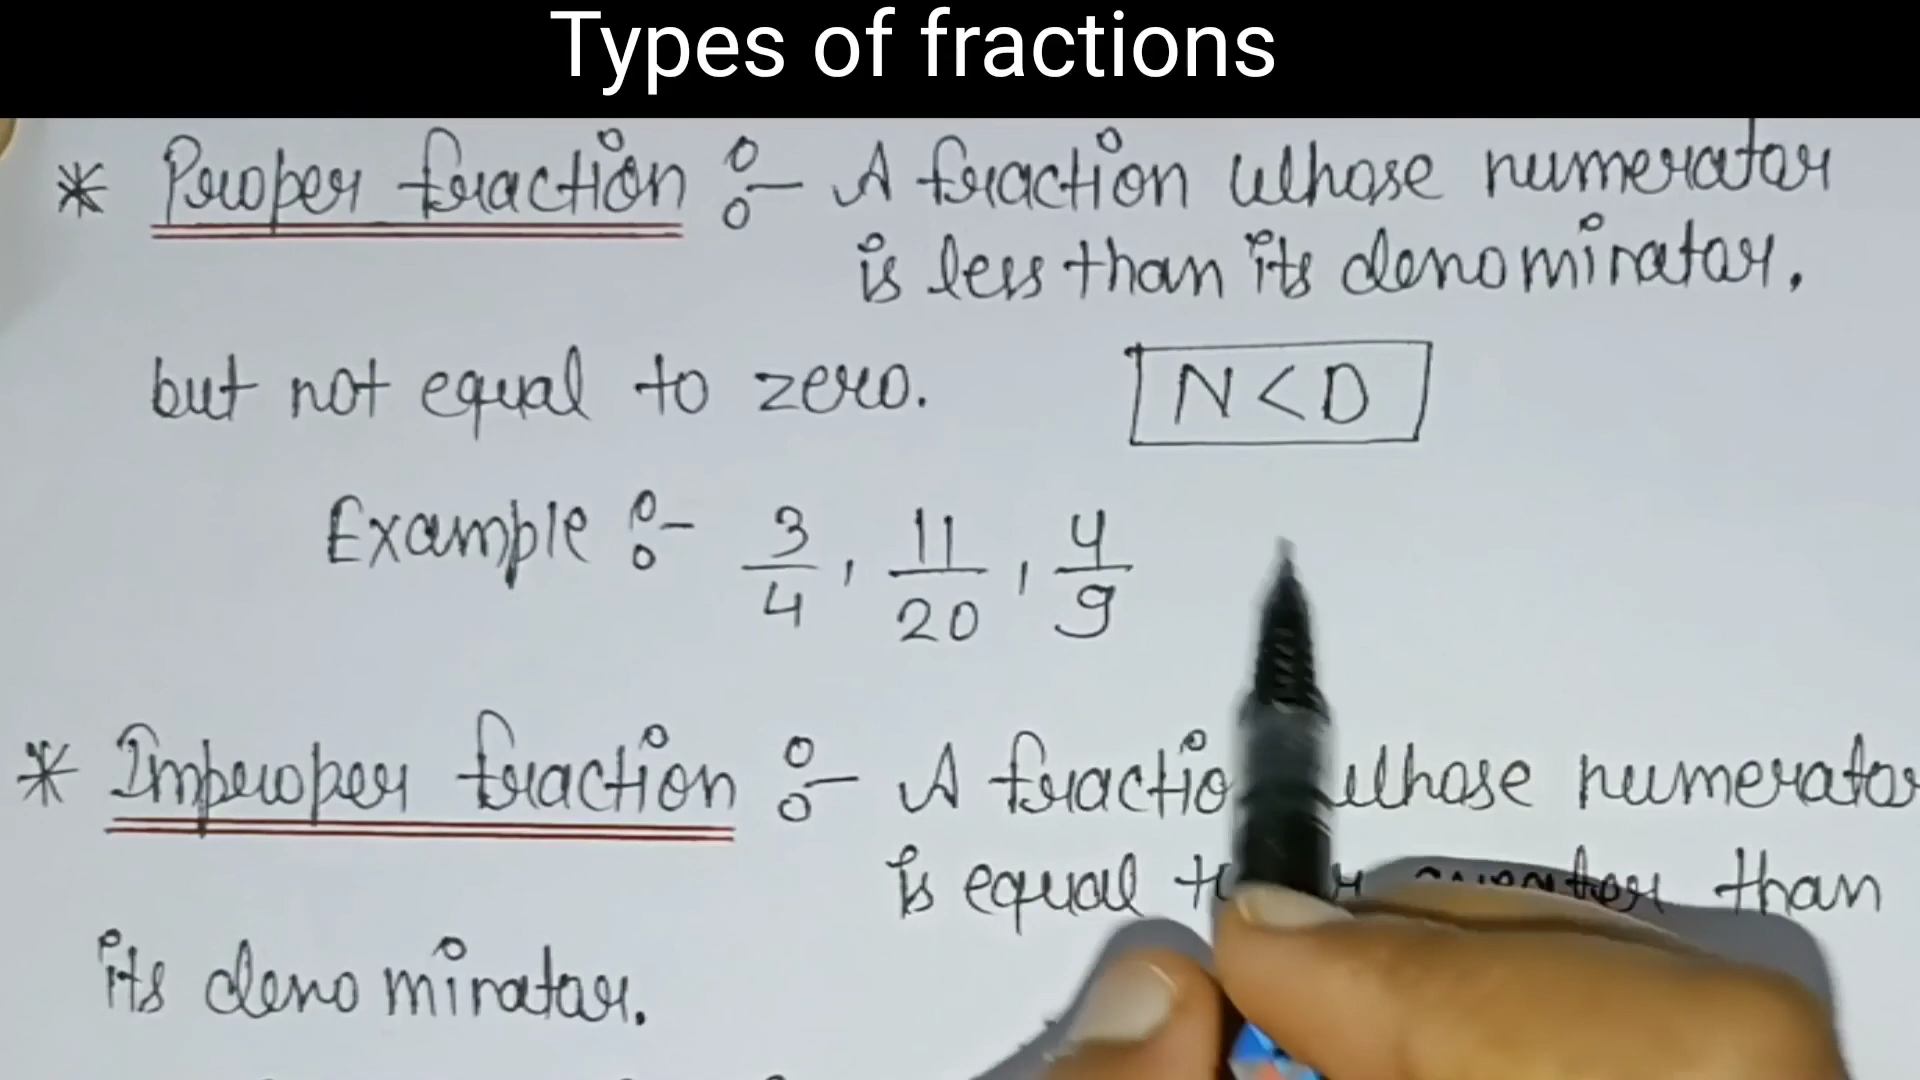 Types of fractions
* Proper fraction :- A fraction whose numerator
is less than its denominator.
but not equal to zero. N<D
Example :- 3/4, 11/20, 4/9
* Improper fraction :- A fractio whose numerator
is equal than
its denominator.